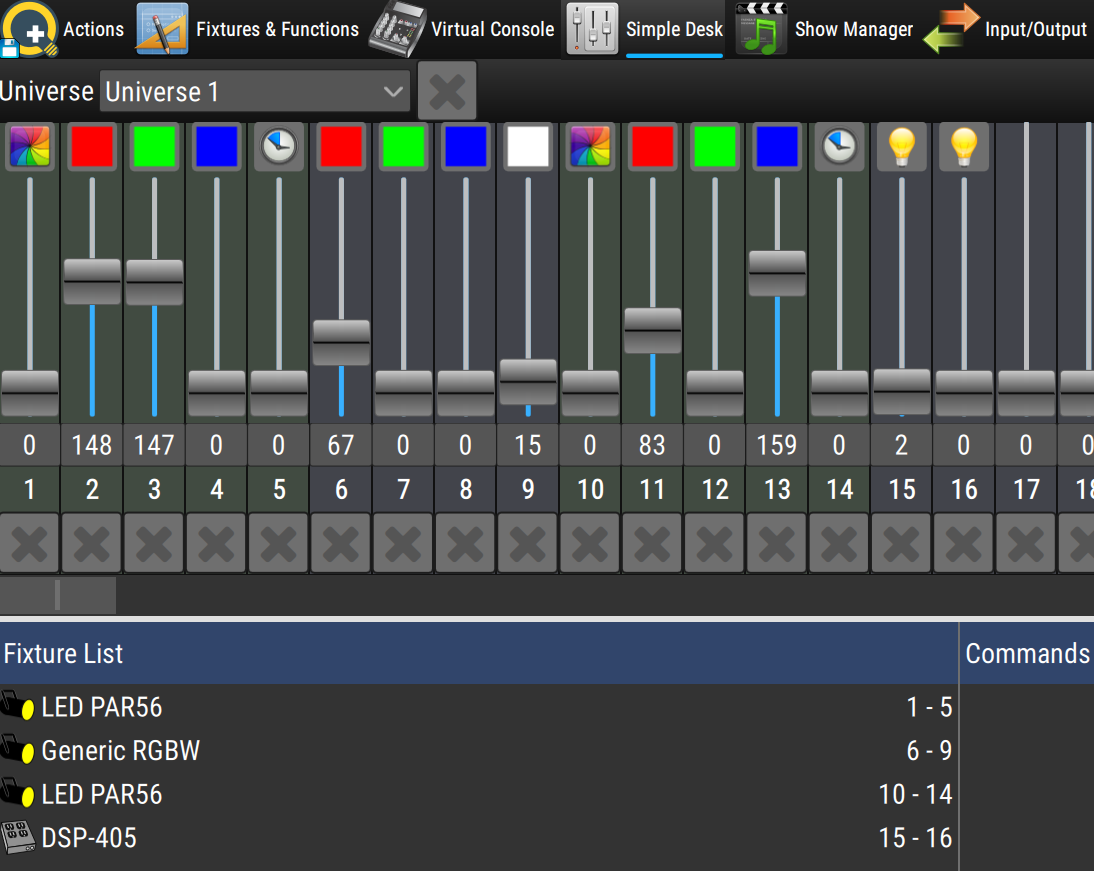 Actions Fixtures & Functions Virtual Console Simple Desk Show Manager Input/Output
Universe Universe 1
0 148 147 0 0 67 0 0 15 0 83 0 159 0 2 0 0 0
1 2 3 4 5 6 7 8 9 10 11 12 13 14 15 16 17 18
Fixture List Commands
LED PAR56 1 - 5
Generic RGBW 6 - 9
LED PAR56 10 - 14
DSP-405 15 - 16